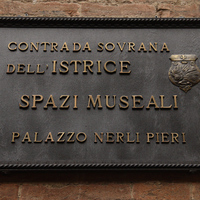 CONTRADA SOVRANA
DELL'ISTRICE
SPAZI MUSEALI
PALAZZO NERLI PIERI